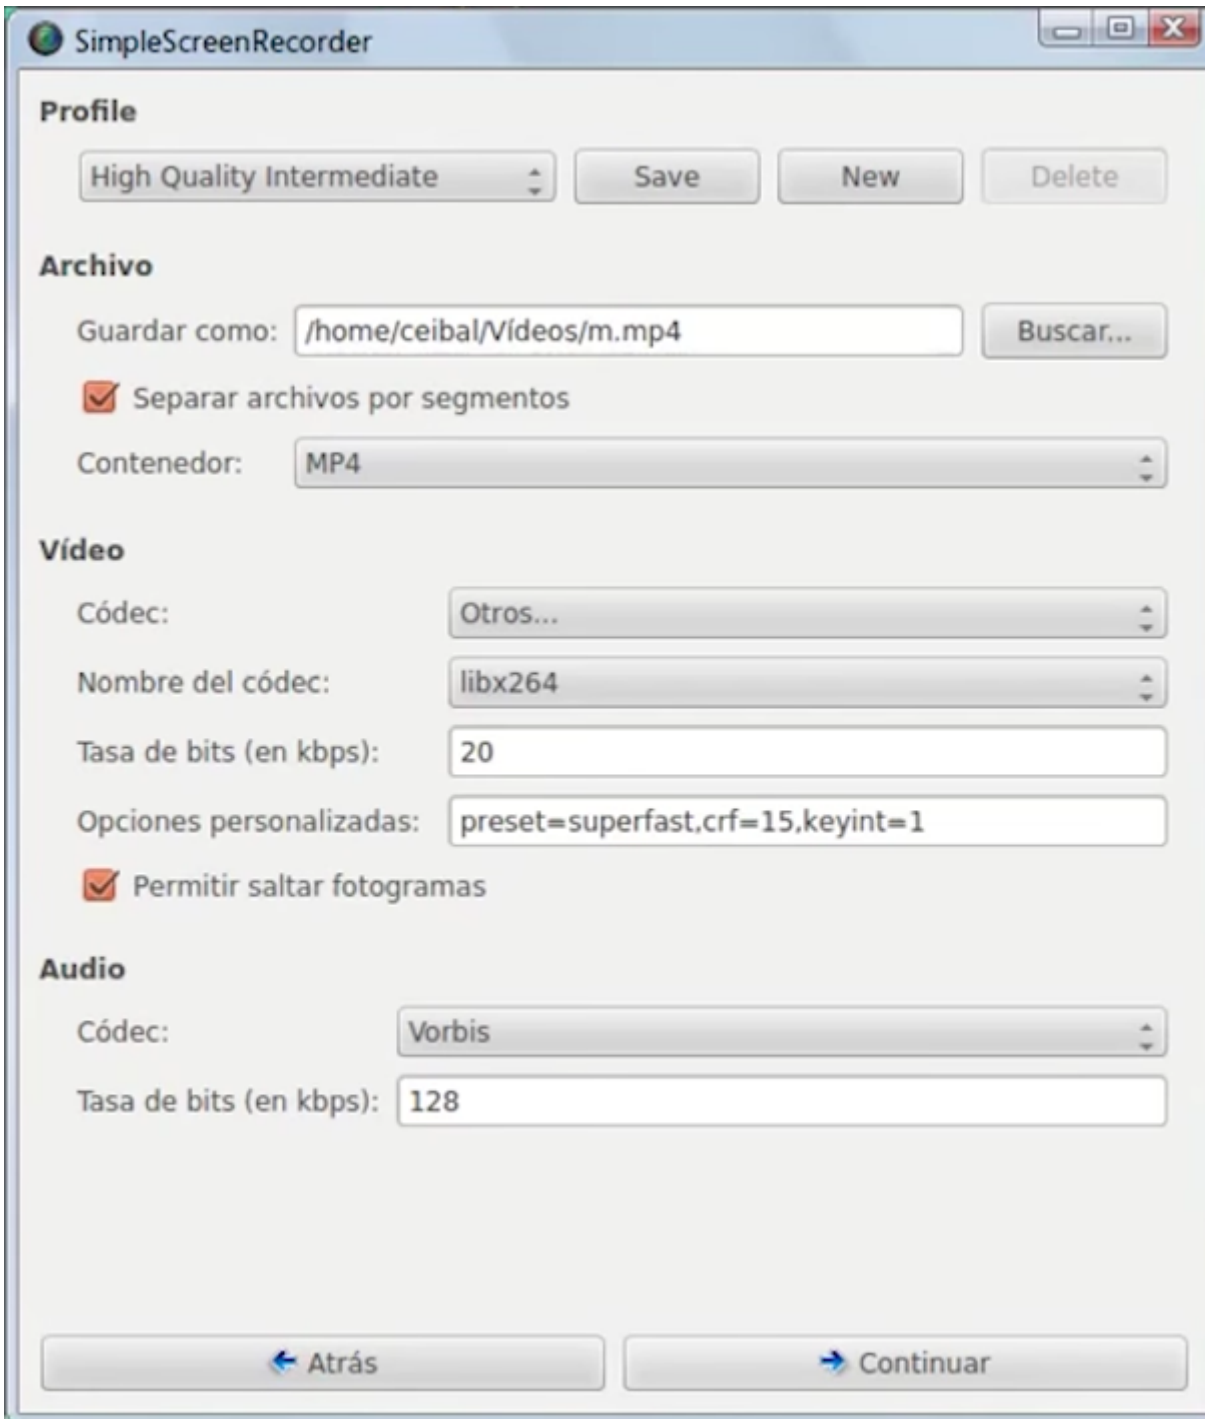 SimpleScreenRecorder
Profile
High Quality Intermediate Save New Delete
Archivo
Guardar como: /home/ceibal/Vídeos/m.mp4 Buscar...
Separar archivos por segmentos
Contenedor: MP4
Vídeo
Códec: Otros...
Nombre del códec: libx264
Tasa de bits (en kbps): 20
Opciones personalizadas: preset=superfast,crf=15,keyint=1
Permitir saltar fotogramas
Audio
Códec: Vorbis
Tasa de bits (en kbps): 128
Atrás Continuar